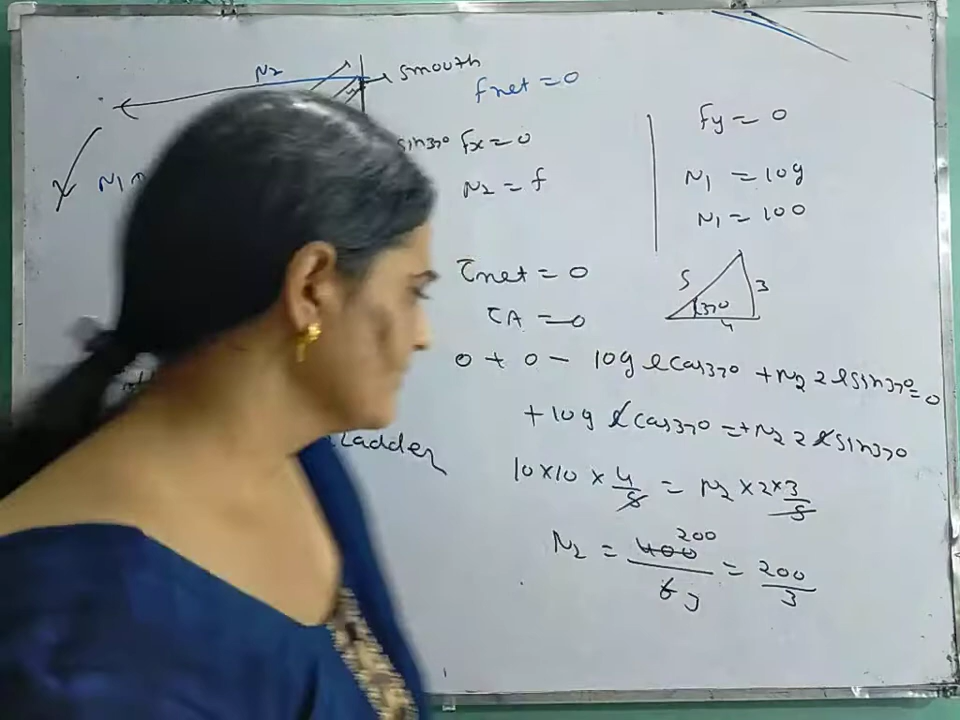 N2
smooth
fnet = 0
N1
sin37° fx = 0
N2 = f
fy = 0
N1 = 10g
N1 = 100
τnet = 0
τA = 0
5 3
37°
4
0 + 0 - 10g l cos37° + N2 2l sin37° = 0
+ 10g l cos37° = + N2 2 l sin37°
Ladder
10 × 10 × 4/5 = N2 × 2 × 3/5
200
N2 = 400/6 3 = 200/3